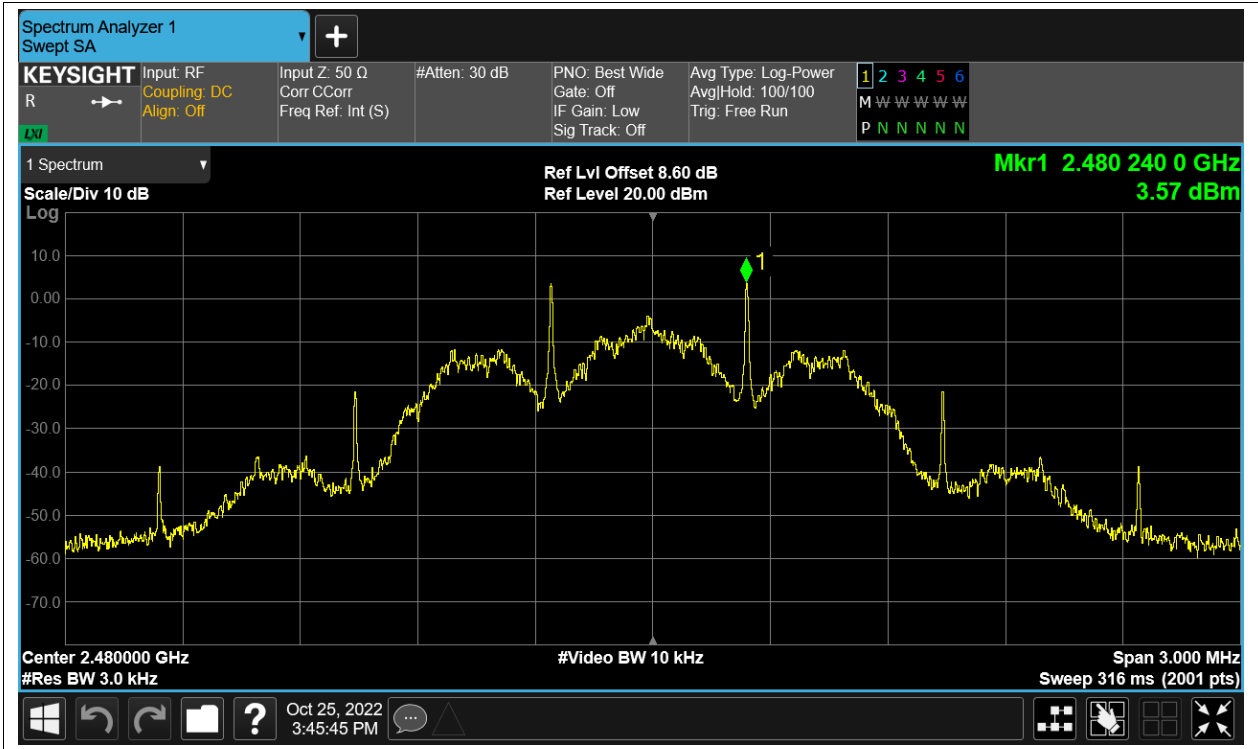 Spectrum Analyzer 1
Swept SA
+
KEYSIGHT
R
LXI
Input: RF
Coupling: DC
Align: Off
Input Z: 50 Ω
Corr CCorr
Freq Ref: Int (S)
#Atten: 30 dB
PNO: Best Wide
Gate: Off
IF Gain: Low
Sig Track: Off
Avg Type: Log-Power
Avg|Hold: 100/100
Trig: Free Run
1 2 3 4 5 6
M W W W W W W
P N N N N N
1 Spectrum
Scale/Div 10 dB
Log
Ref Lvl Offset 8.60 dB
Ref Level 20.00 dBm
Mkr1 2.480 240 0 GHz
3.57 dBm
1
10.0
0.00
-10.0
-20.0
-30.0
-40.0
-50.0
-60.0
-70.0
Center 2.480000 GHz
#Res BW 3.0 kHz
#Video BW 10 kHz
Span 3.000 MHz
Sweep 316 ms (2001 pts)
?
Oct 25, 2022
3:45:45 PM